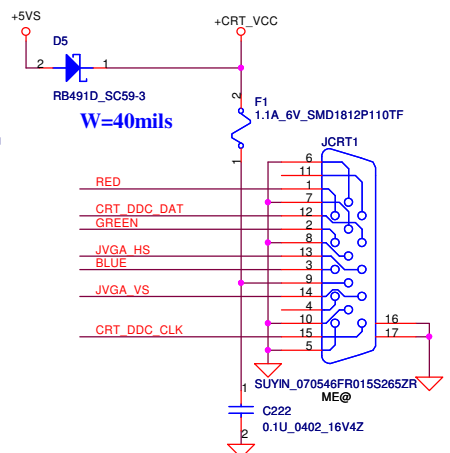 +5VS
+CRT_VCC
D5
2
1
RB491D_SC59-3
W=40mils
2
F1
1.1A_6V_SMD1812P110TF
1
JCRT1
6
11
RED
1
7
CRT_DDC_DAT
12
GREEN
2
8
JVGA_HS
13
BLUE
3
9
JVGA_VS
14
4
10
16
CRT_DDC_CLK
15
17
5
SUYIN_070546FR015S265ZR
ME@
1
C222
0.1U_0402_16V4Z
2